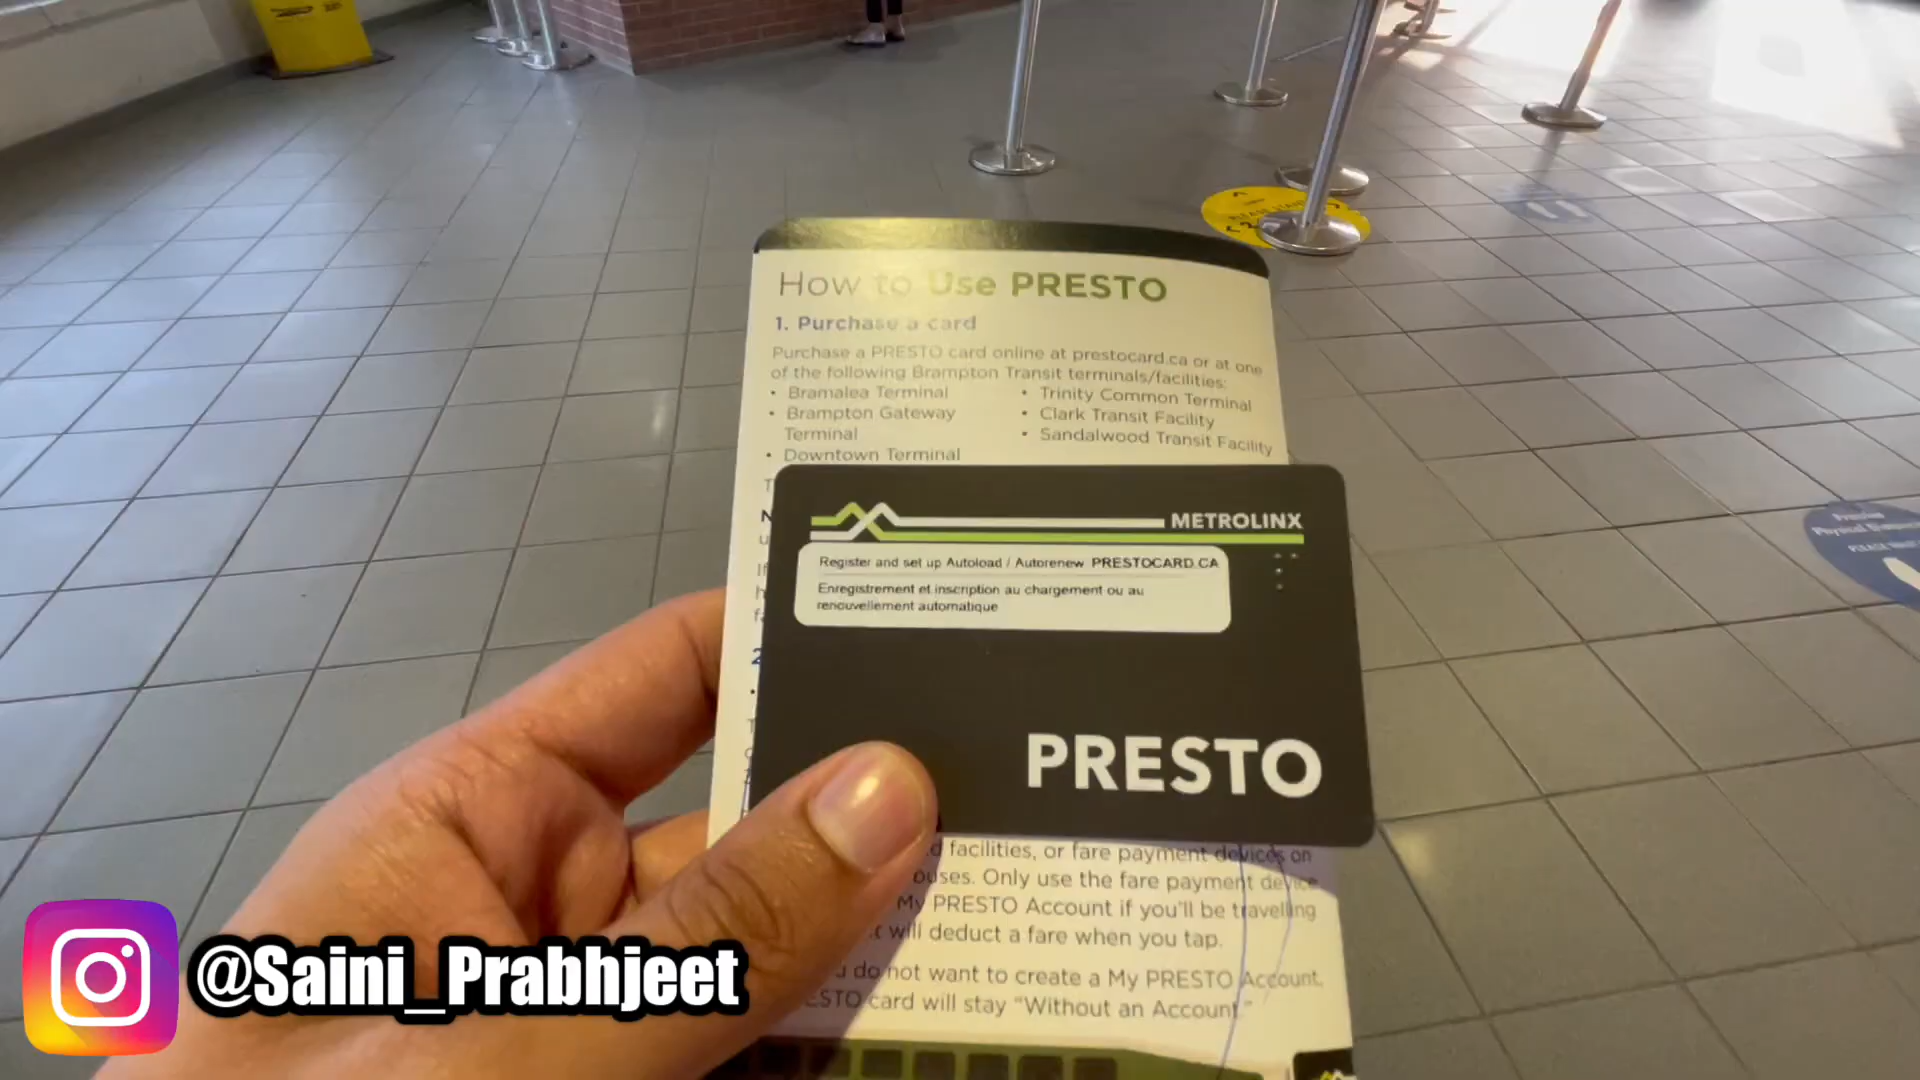 How to Use PRESTO
1. Purchase a card
Purchase a PRESTO card online at prestocard.ca or at one
of the following Brampton Transit terminals/facilities:
• Bramalea Terminal
• Brampton Gateway
Terminal
• Downtown Terminal
• Trinity Common Terminal
• Clark Transit Facility
• Sandalwood Transit Facility
METROLINX
Register and set up Autoload / Autorenew PRESTOCARD.CA
Enregistrement et inscription au chargement ou au
renouvellement automatique
PRESTO
facilities, or fare payment devices on
Only use the fare payment device
My PRESTO Account if you'll be travelling
will deduct a fare when you tap.
do not want to create a My PRESTO Account,
card will stay "Without an Account."
@Saini_Prabhjeet
PLEASE
Physical